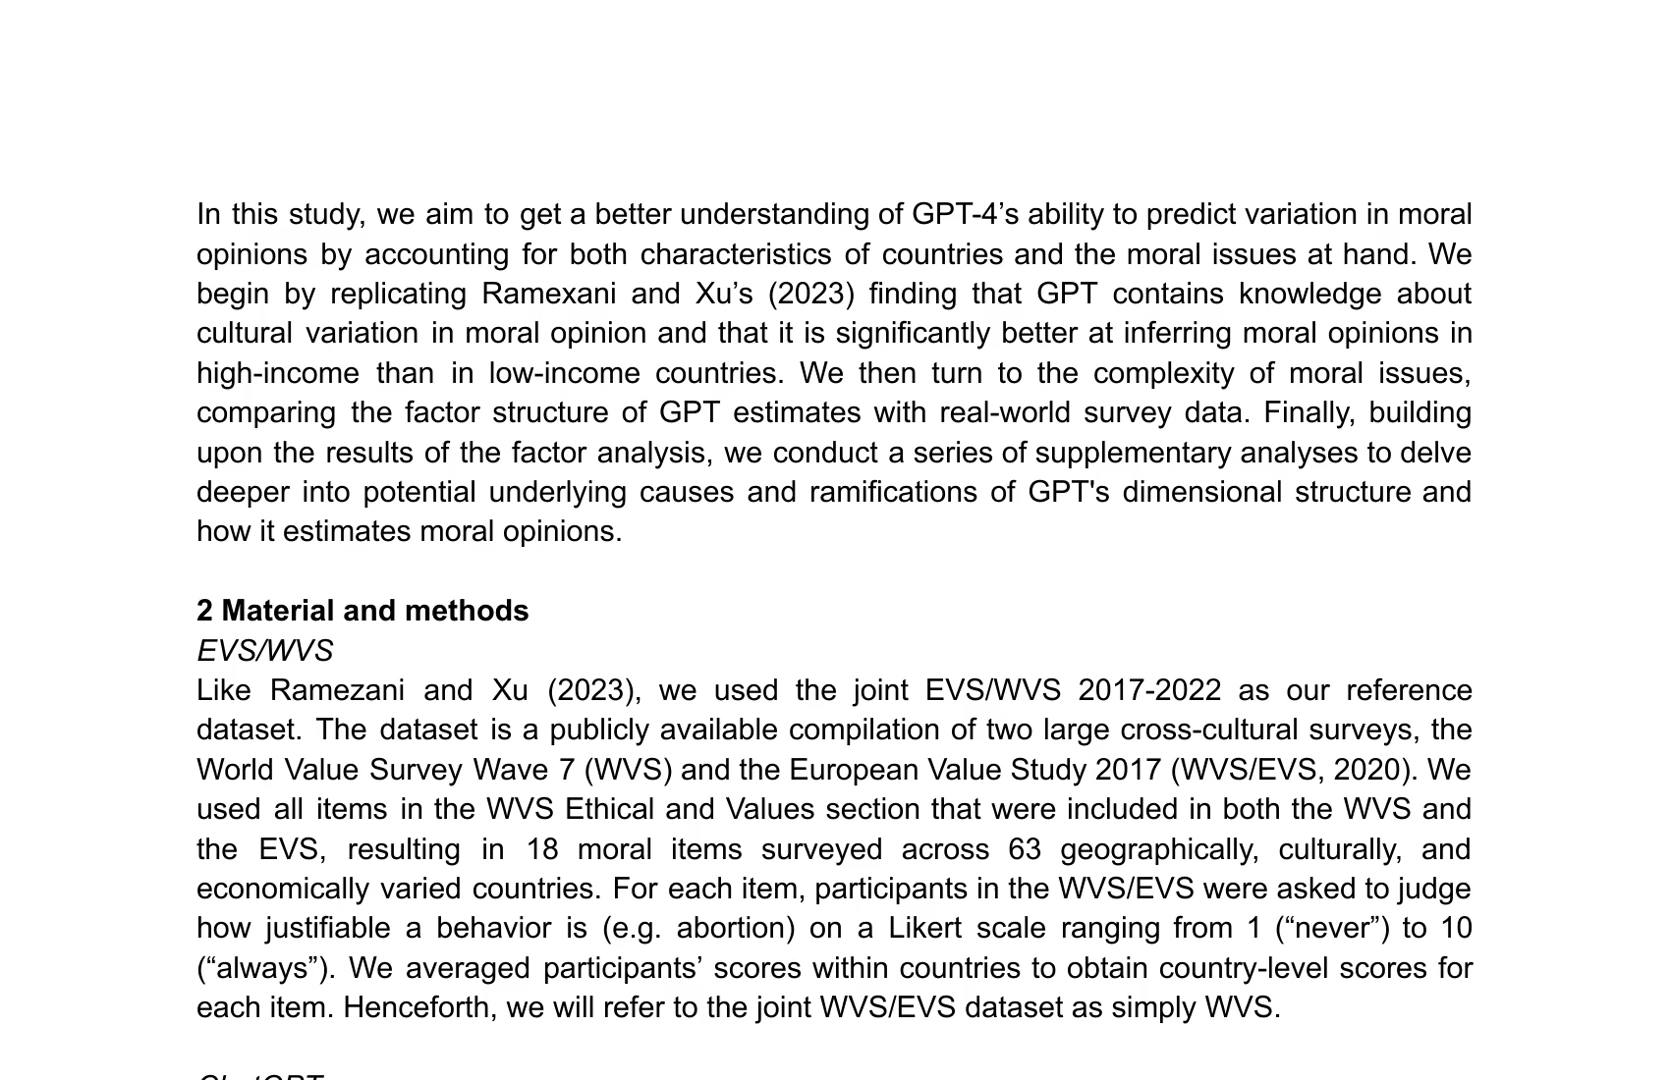 In this study, we aim to get a better understanding of GPT-4’s ability to predict variation in moral
opinions by accounting for both characteristics of countries and the moral issues at hand. We
begin by replicating Ramexani and Xu’s (2023) finding that GPT contains knowledge about
cultural variation in moral opinion and that it is significantly better at inferring moral opinions in
high-income than in low-income countries. We then turn to the complexity of moral issues,
comparing the factor structure of GPT estimates with real-world survey data. Finally, building
upon the results of the factor analysis, we conduct a series of supplementary analyses to delve
deeper into potential underlying causes and ramifications of GPT's dimensional structure and
how it estimates moral opinions.
2 Material and methods
EVS/WVS
Like Ramezani and Xu (2023), we used the joint EVS/WVS 2017-2022 as our reference
dataset. The dataset is a publicly available compilation of two large cross-cultural surveys, the
World Value Survey Wave 7 (WVS) and the European Value Study 2017 (WVS/EVS, 2020). We
used all items in the WVS Ethical and Values section that were included in both the WVS and
the EVS, resulting in 18 moral items surveyed across 63 geographically, culturally, and
economically varied countries. For each item, participants in the WVS/EVS were asked to judge
how justifiable a behavior is (e.g. abortion) on a Likert scale ranging from 1 (“never”) to 10
(“always”). We averaged participants’ scores within countries to obtain country-level scores for
each item. Henceforth, we will refer to the joint WVS/EVS dataset as simply WVS.
ChatGPT